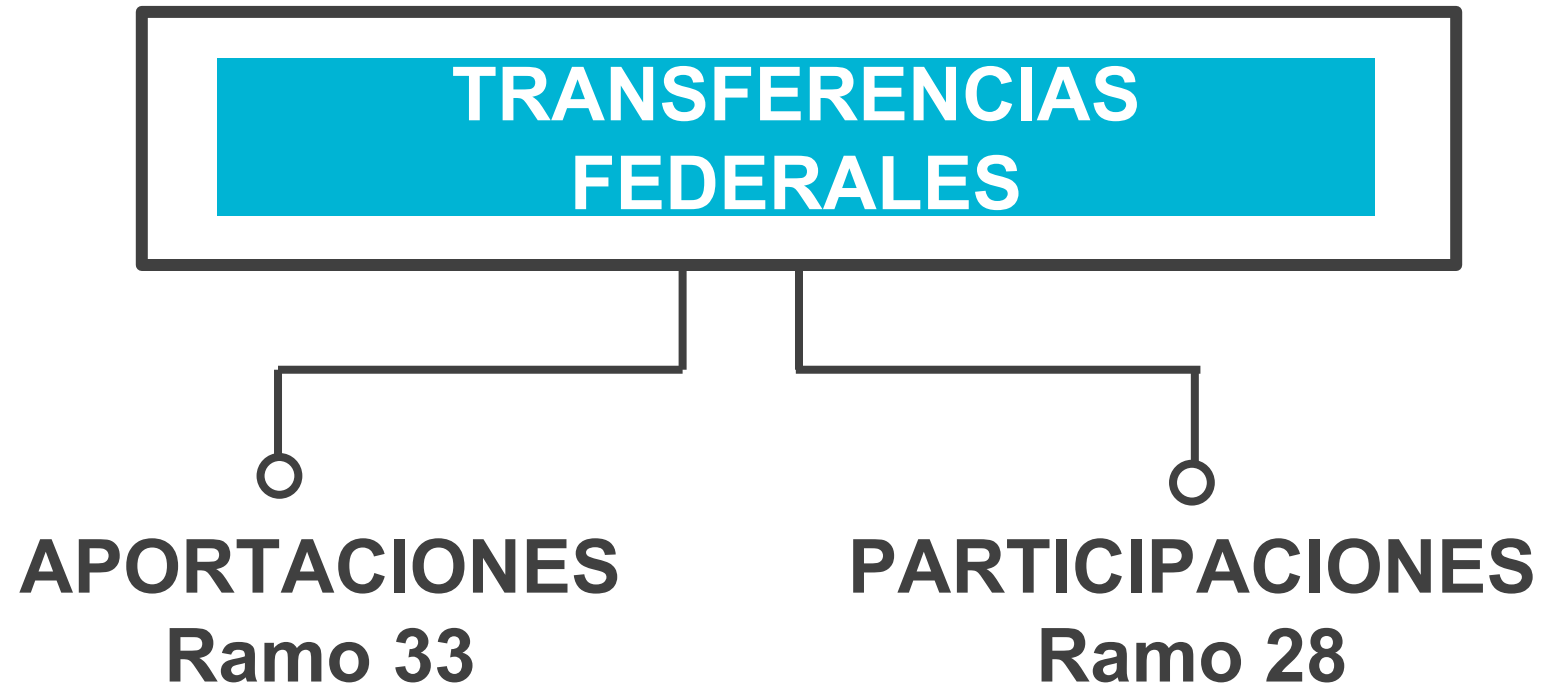 TRANSFERENCIAS
FEDERALES
APORTACIONES
Ramo 33
PARTICIPACIONES
Ramo 28